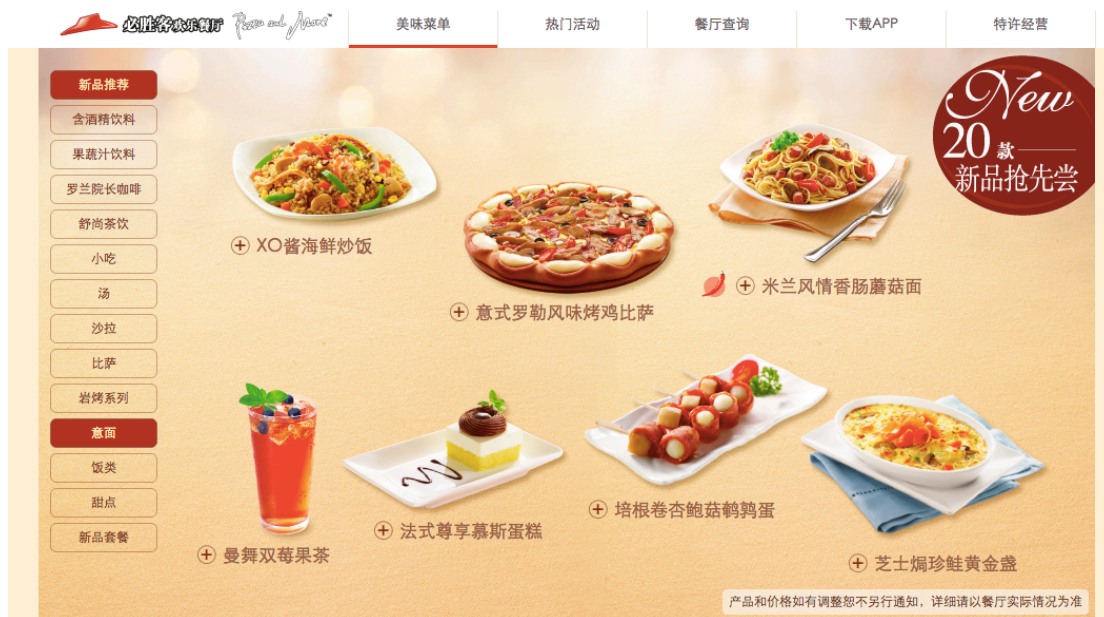 必胜客欢乐餐厅 Pizza and More
美味菜单
热门活动
餐厅查询
下载APP
特许经营
新品推荐
含酒精饮料
果蔬汁饮料
罗兰院长咖啡
舒尚茶饮
小吃
汤
沙拉
比萨
岩烤系列
意面
饭类
甜点
新品套餐
New
20款
新品抢先尝
XO酱海鲜炒饭
意式罗勒风味烤鸡比萨
米兰风情香肠蘑菇面
曼舞双莓果茶
法式尊享慕斯蛋糕
培根卷杏鲍菇鹌鹑蛋
芝士焗珍鲑黄金盏
产品和价格如有调整恕不另行通知，详细请以餐厅实际情况为准